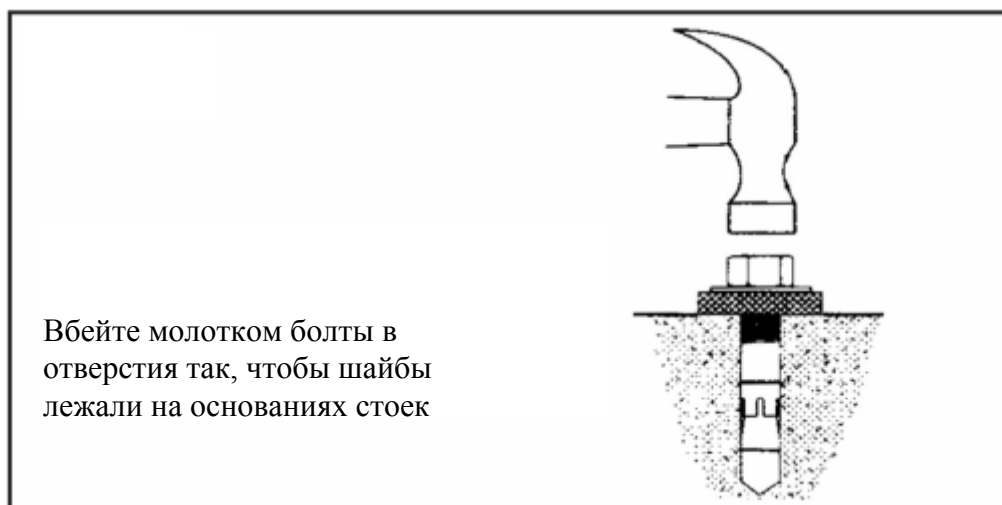 Вбейте молотком болты в
отверстия так, чтобы шайбы
лежали на основаниях стоек